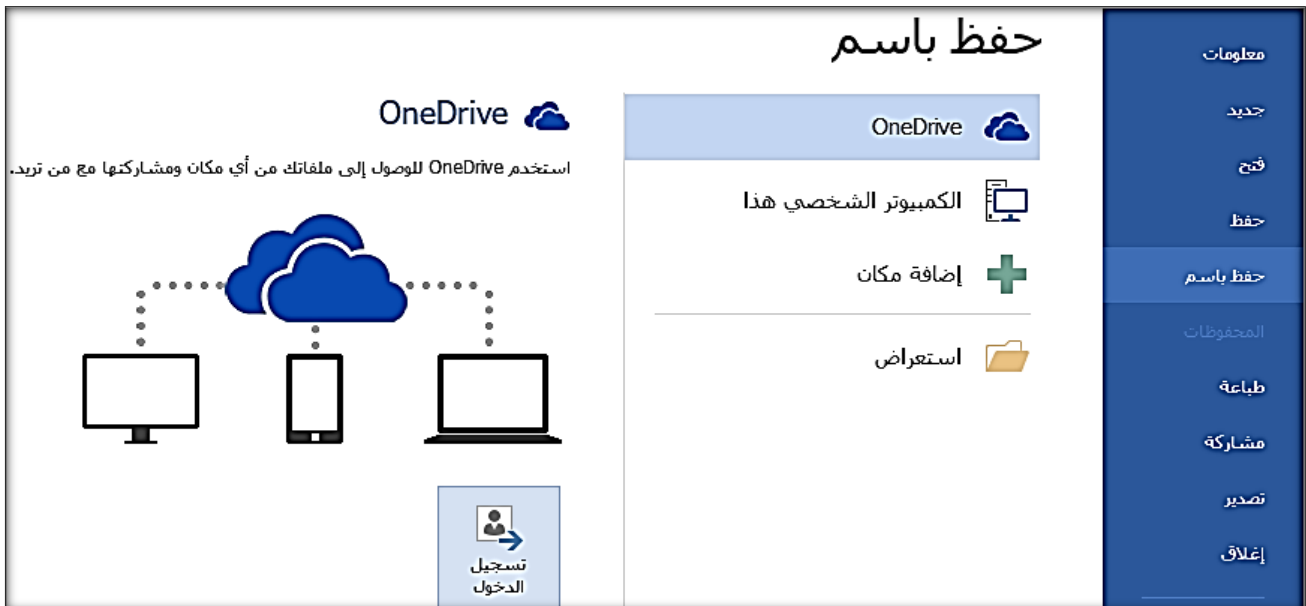 معلومات
جديد
فتح
حفظ
حفظ باسم
المحفوظات
طباعة
مشاركة
تصدير
إغلاق
حفظ باسم
OneDrive
الكمبيوتر الشخصي هذا
إضافة مكان
استعراض
OneDrive
استخدم OneDrive للوصول إلى ملفاتك من أي مكان ومشاركتها مع من تريد.
تسجيل
الدخول